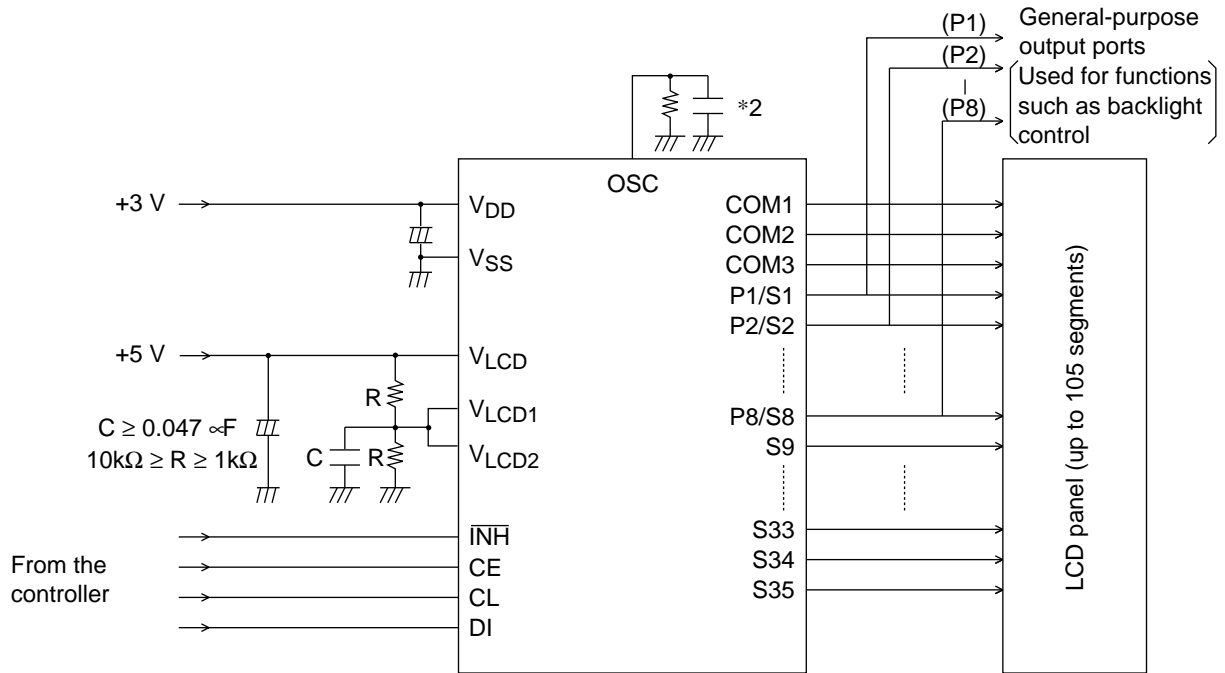 (P1)
General-purpose
output ports
(P2)
Used for functions
such as backlight
control
(P8)
*2
OSC
+3 V
VDD
VSS
+5 V
VLCD
R
VLCD1
C ≥ 0.047 ∝F
10kΩ ≥ R ≥ 1kΩ
C
R
VLCD2
From the
controller
INH
CE
CL
DI
COM1
COM2
COM3
P1/S1
P2/S2
P8/S8
S9
S33
S34
S35
LCD panel (up to 105 segments)